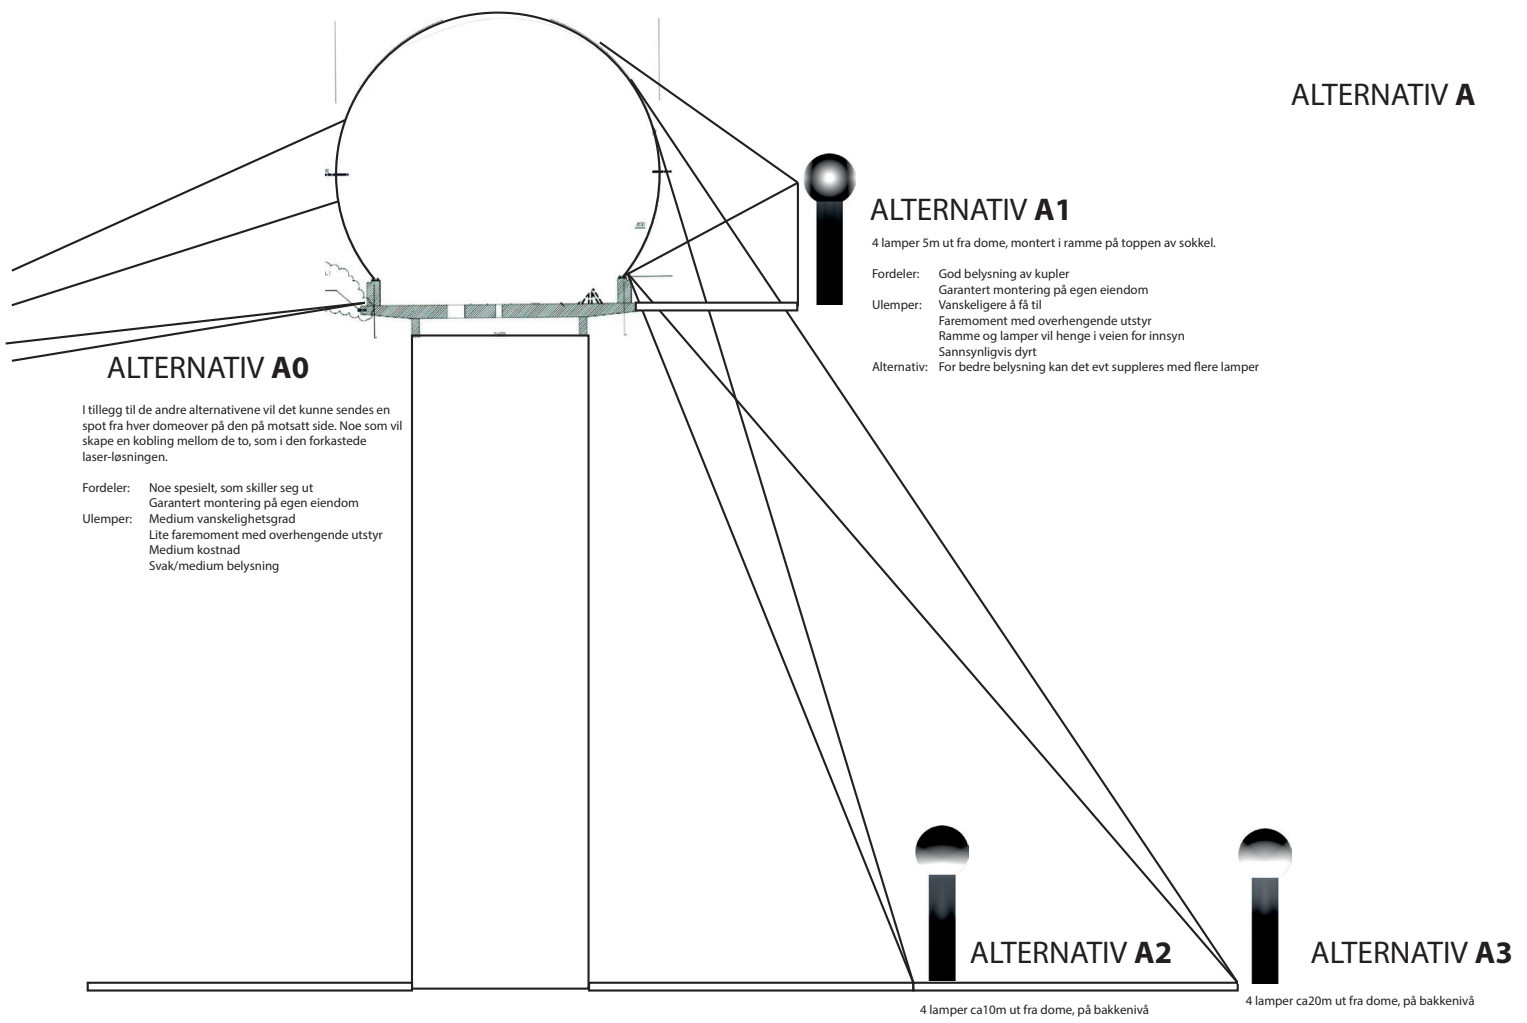 ALTERNATIV A
ALTERNATIV A1
4 lamper 5m ut fra dome, montert i ramme på toppen av sokkel.
Fordeler: God belysning av kupler
Garantert montering på egen eiendom
Ulemper: Vanskeligere å få til
Faremoment med overhengende utstyr
Ramme og lamper vil henge i veien for innsyn
Sannsynligvis dyrt
Alternativ: For bedre belysning kan det evt suppleres med flere lamper
ALTERNATIV A0
I tillegg til de andre alternativene vil det kunne sendes en
spot fra hver domeover på den på motsatt side. Noe som vil
skape en kobling mellom de to, som i den forkastede
laser-løsningen.
Fordeler: Noe spesielt, som skiller seg ut
Garantert montering på egen eiendom
Ulemper: Medium vanskelighetsgrad
Lite faremoment med overhengende utstyr
Medium kostnad
Svak/medium belysning
ALTERNATIV A2
4 lamper ca10m ut fra dome, på bakkenivå
ALTERNATIV A3
4 lamper ca20m ut fra dome, på bakkenivå